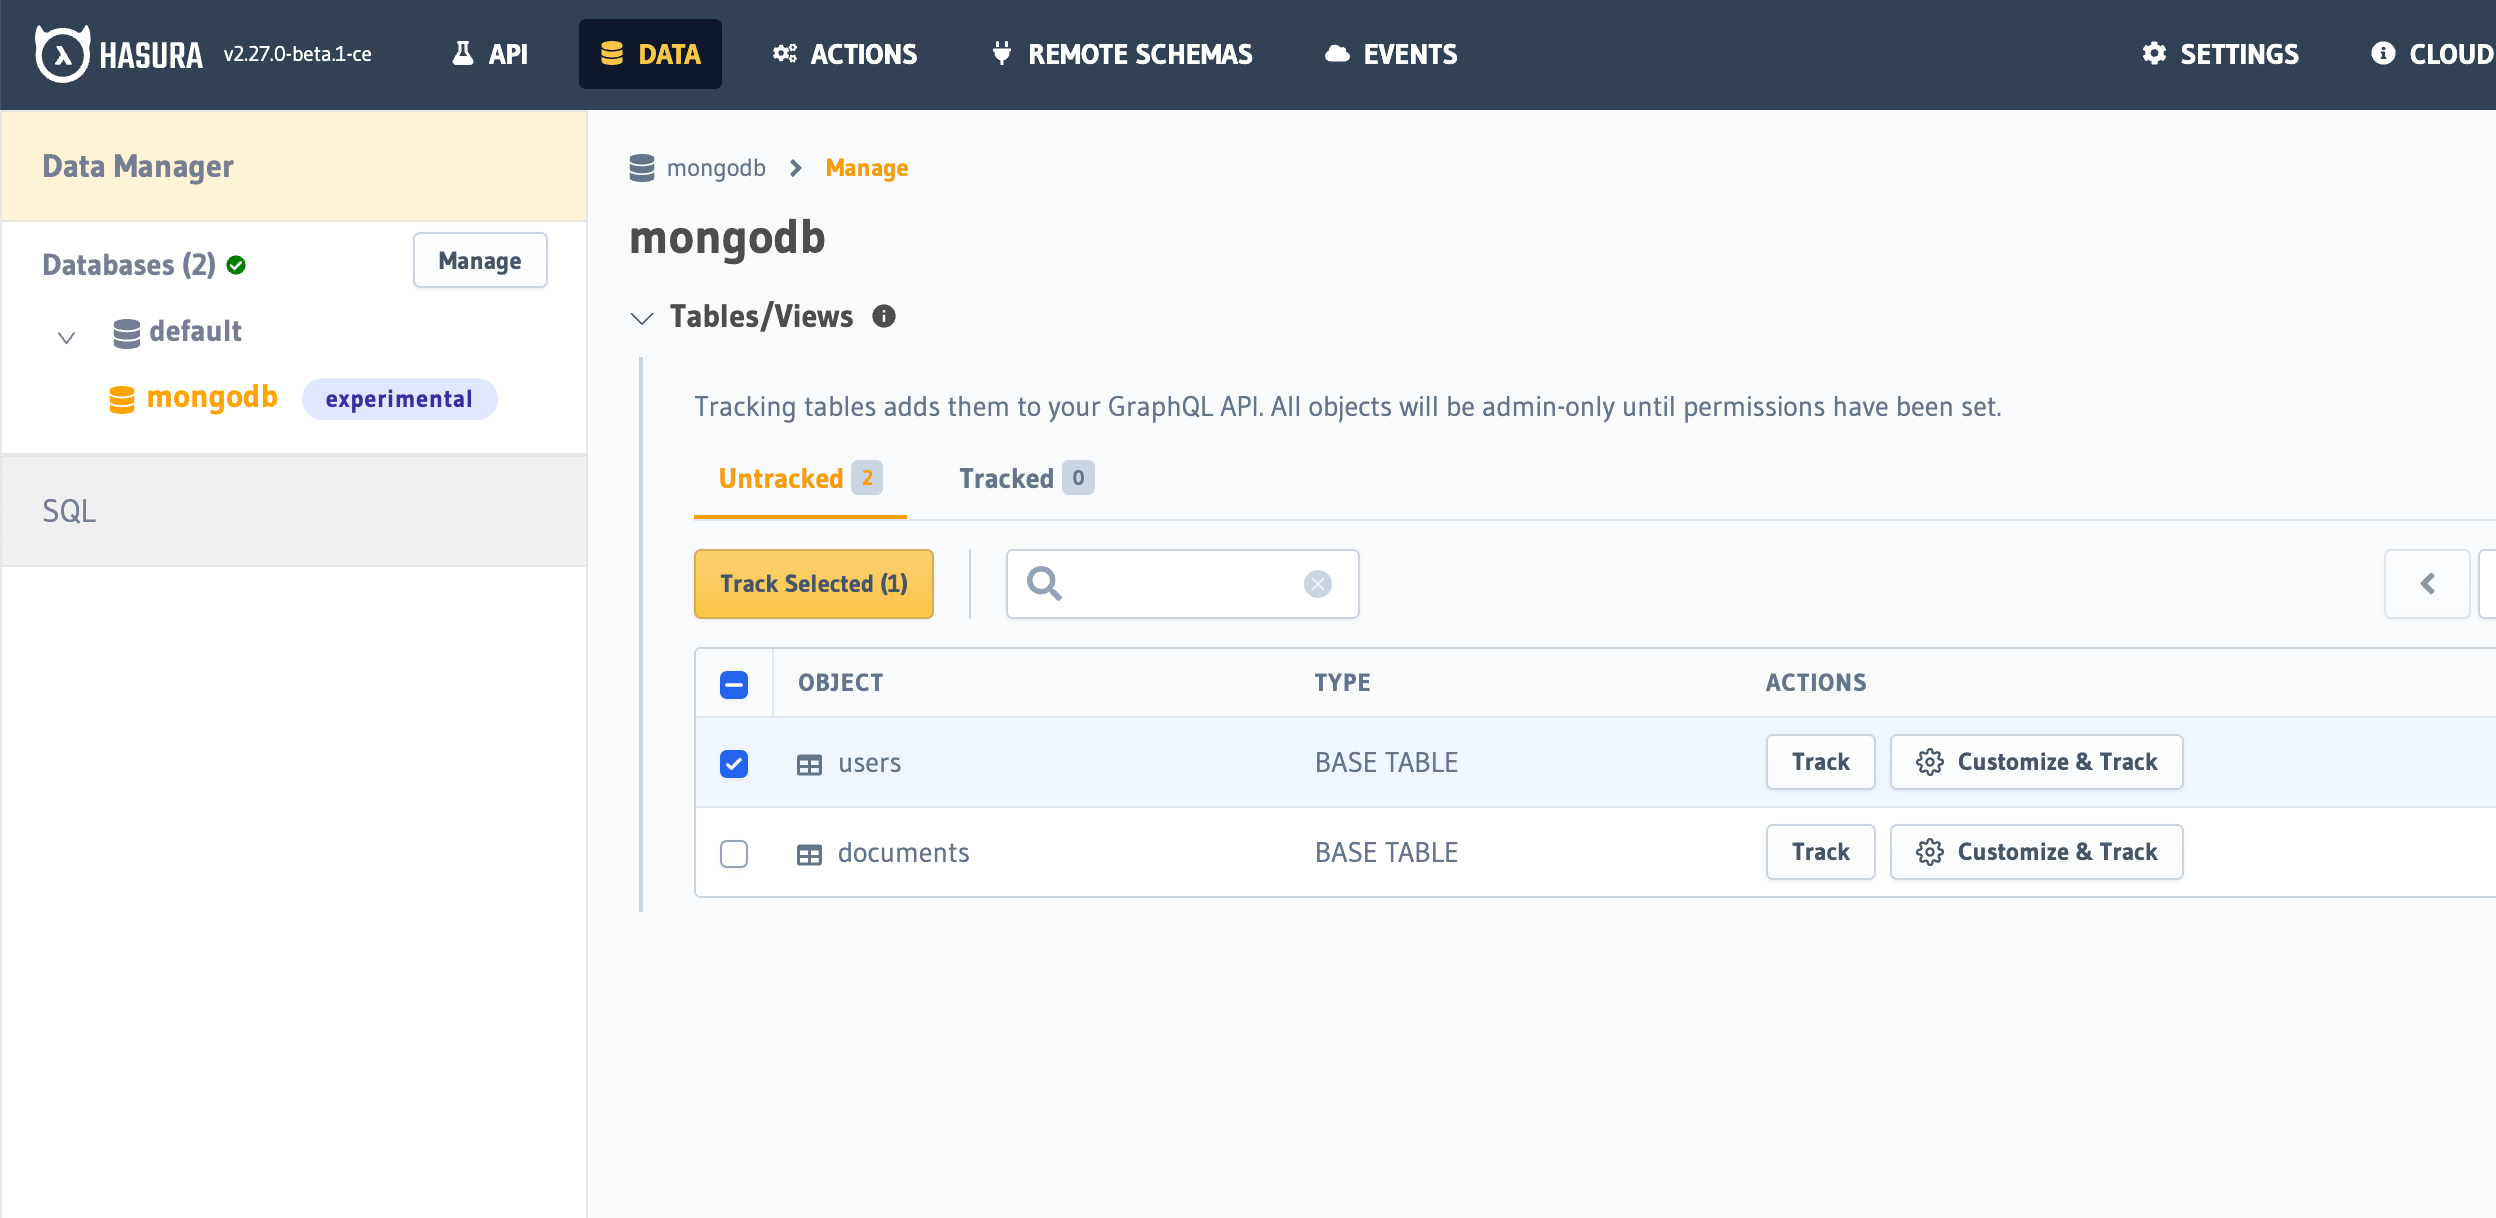 HASURA v2.27.0-beta.1-ce API DATA ACTIONS REMOTE SCHEMAS EVENTS SETTINGS CLOUD
Data Manager
Databases (2) Manage
default
mongodb experimental
SQL
mongodb > Manage
mongodb
Tables/Views
Tracking tables adds them to your GraphQL API. All objects will be admin-only until permissions have been set.
Untracked 2 Tracked 0
Track Selected (1)
OBJECT TYPE ACTIONS
users BASE TABLE Track Customize & Track
documents BASE TABLE Track Customize & Track